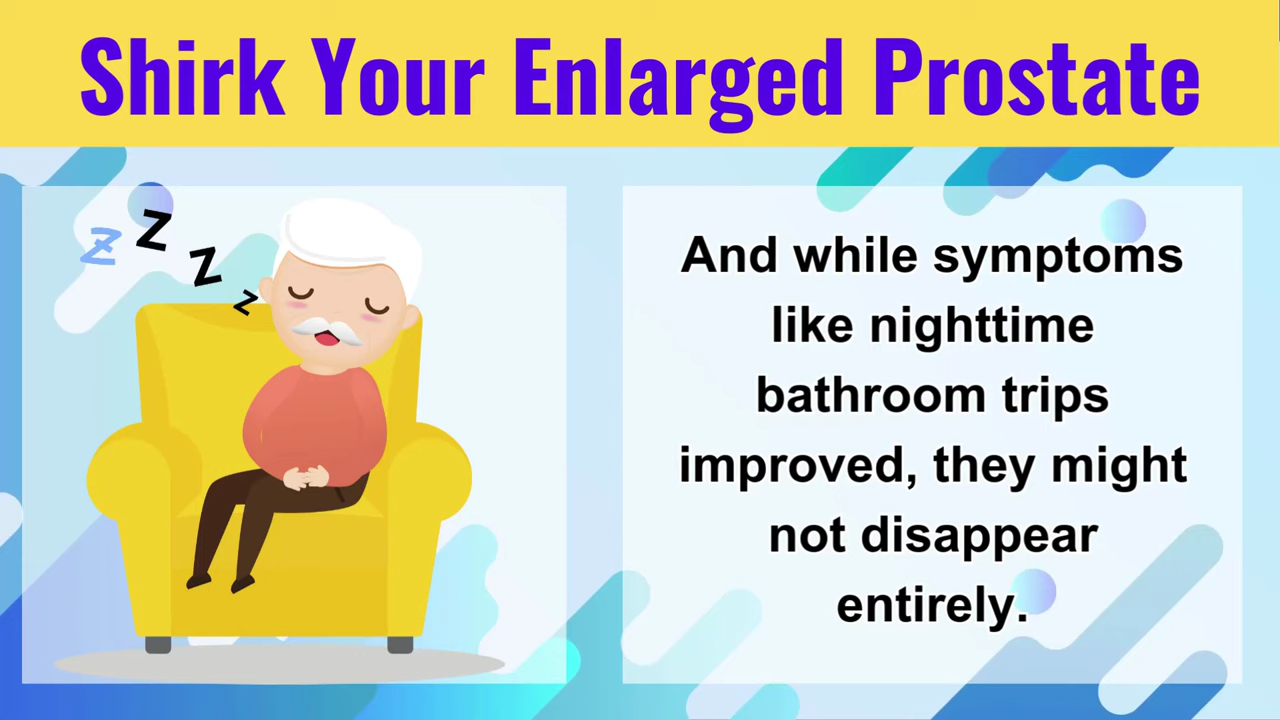 Shirk Your Enlarged Prostate
z
z
z
z
And while symptoms
like nighttime
bathroom trips
improved, they might
not disappear
entirely.